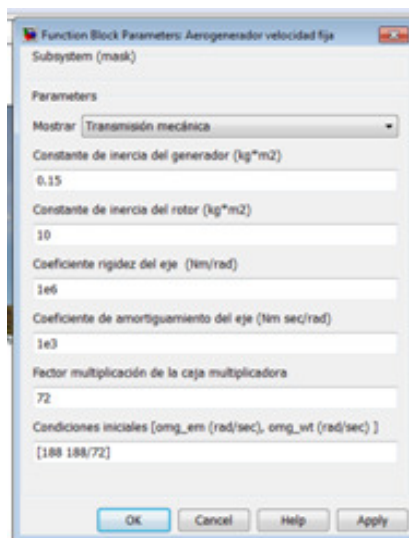 Function Block Parameters: Aerogenerador velocidad fija
Subsystem (mask)
Parameters
Mostrar Transmisión mecánica
Constante de inercia del generador (kg*m2)
0.15
Constante de inercia del rotor (kg*m2)
10
Coeficiente rigidez del eje (Nm/rad)
1e6
Coeficiente de amortiguamiento del eje (Nm sec/rad)
1e3
Factor multiplicación de la caja multiplicadora
72
Condiciones iniciales [omg_em (rad/sec), omg_wt (rad/sec) ]
[188 188/72]
OK Cancel Help Apply